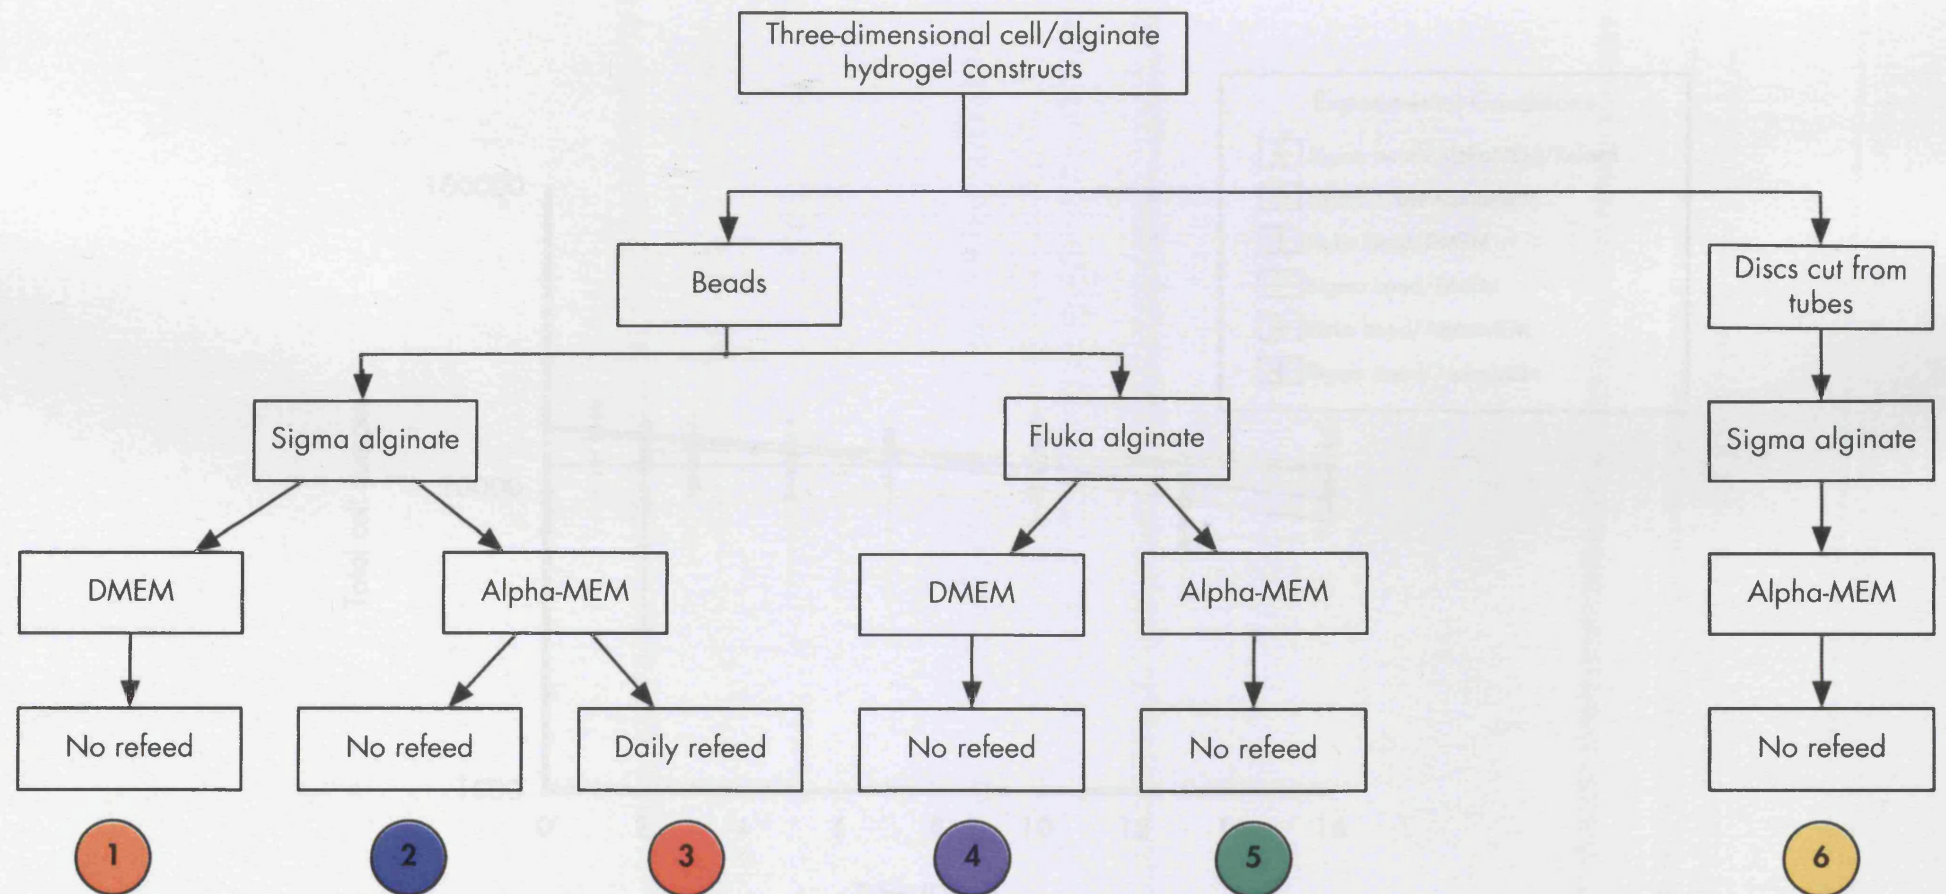 Three-dimensional cell/alginate
hydrogel constructs
Beads
Discs cut from
tubes
Sigma alginate
Fluka alginate
Sigma alginate
DMEM
Alpha-MEM
DMEM
Alpha-MEM
Alpha-MEM
No refeed
No refeed
Daily refeed
No refeed
No refeed
No refeed
1
2
3
4
5
6